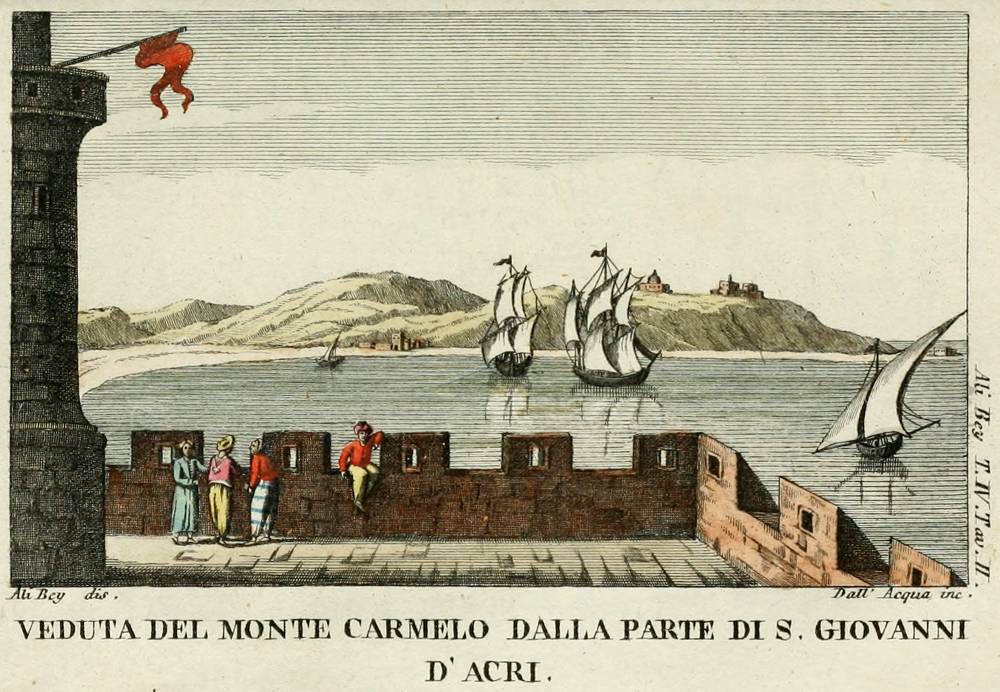 Ali Bey T. IV. Tav. II.
Ali Bey dis.
Dall' Acqua inc.
VEDUTA DEL MONTE CARMELO DALLA PARTE DI S. GIOVANNI
D' ACRI.